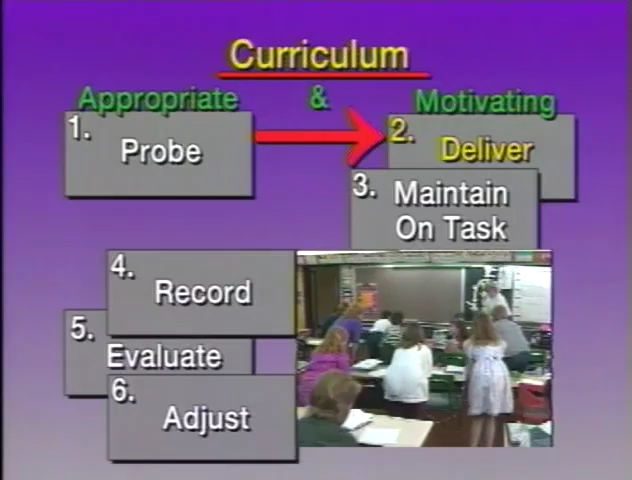 Curriculum
Appropriate & Motivating
1. Probe
2. Deliver
3. Maintain
On Task
4. Record
5. Evaluate
6. Adjust